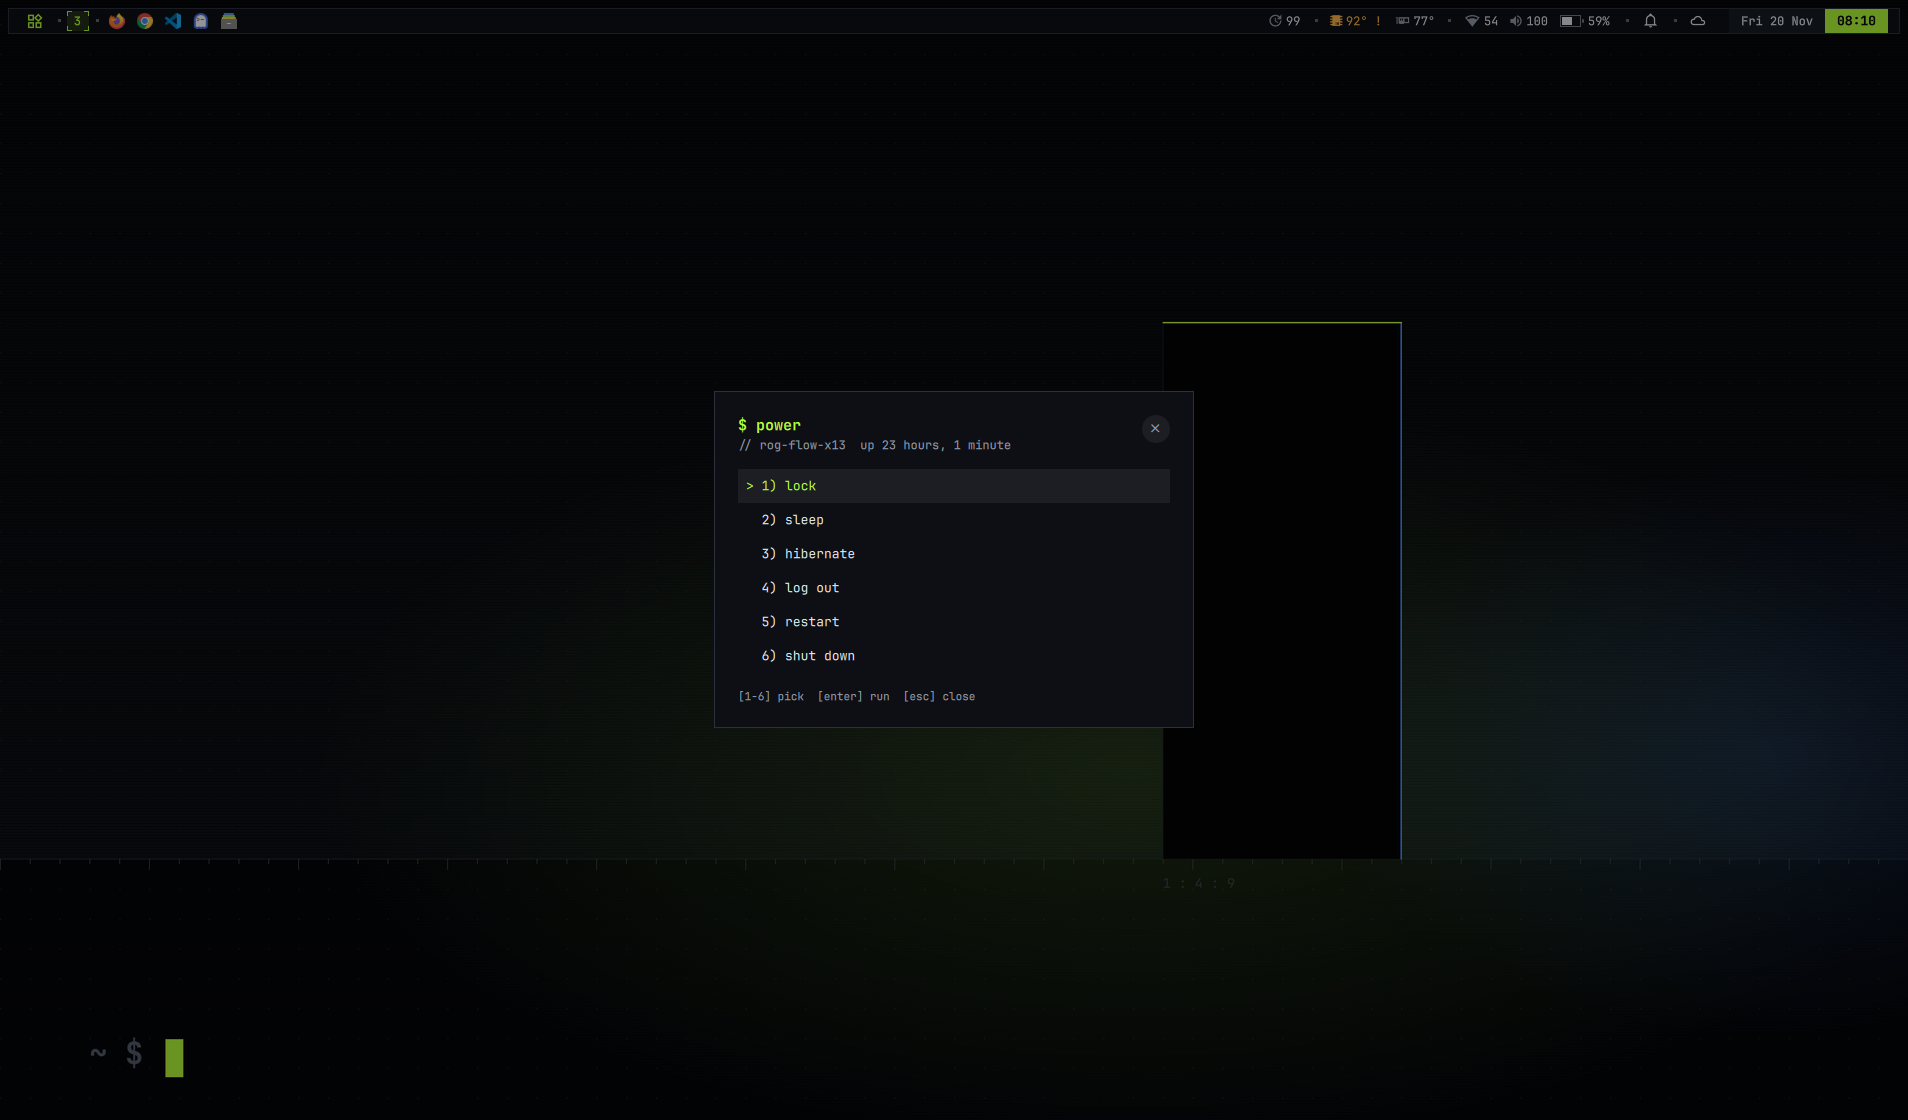 3 99 92° ! 77° 54 100 59% Fri 20 Nov 08:10
$ power
// rog-flow-x13 up 23 hours, 1 minute
> 1) lock
2) sleep
3) hibernate
4) log out
5) restart
6) shut down
[1-6] pick [enter] run [esc] close
1 : 4 : 9
~ $